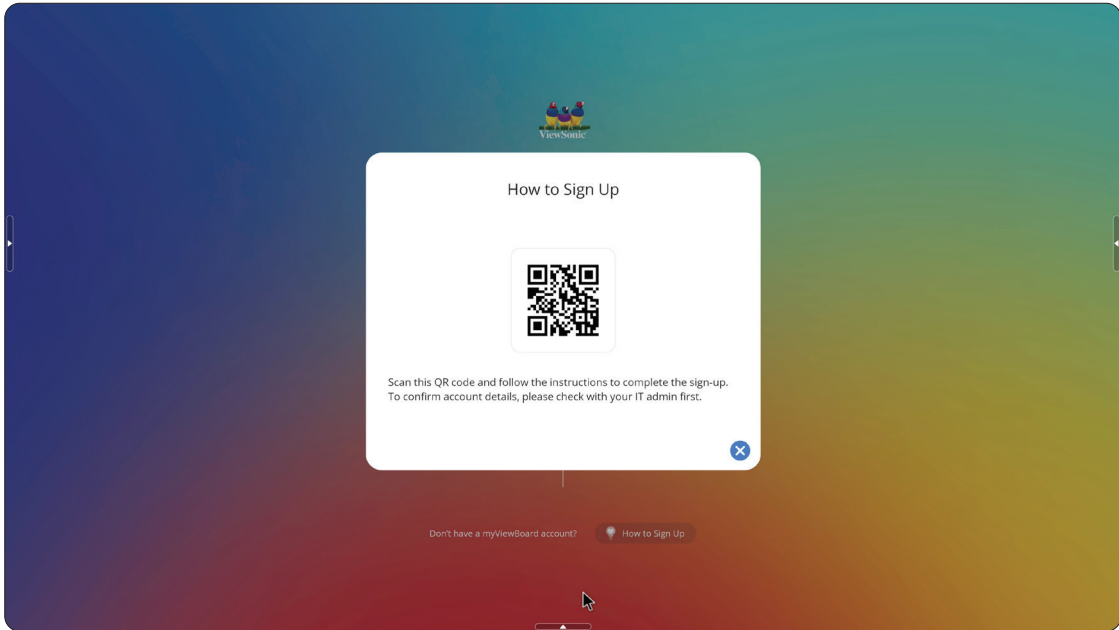 ViewSonic
How to Sign Up
Scan this QR code and follow the instructions to complete the sign-up.
To confirm account details, please check with your IT admin first.
Don't have a myViewBoard account?
How to Sign Up